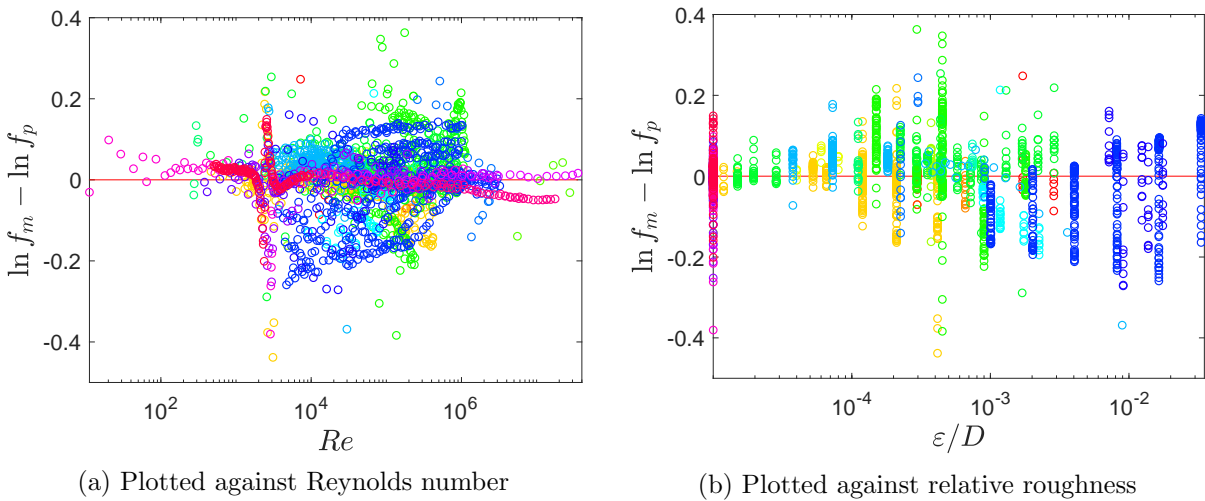 0.4
0.2
0
-0.2
-0.4
ln f_m − ln f_p
10^2
10^4
10^6
Re
(a) Plotted against Reynolds number
0.4
0.2
0
-0.2
-0.4
ln f_m − ln f_p
10^-4
10^-3
10^-2
ε/D
(b) Plotted against relative roughness